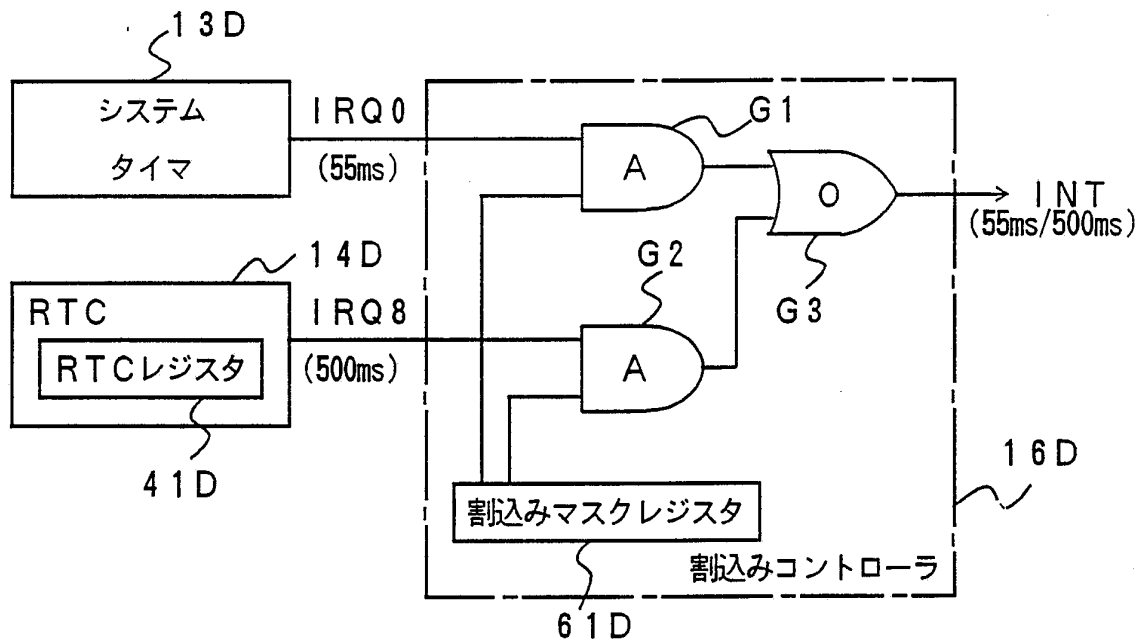 13D
システム
タイマ
IRQ0
(55ms)
G1
A
O
INT
(55ms/500ms)
14D
RTC
RTCレジスタ
IRQ8
(500ms)
G2
A
G3
41D
割込みマスクレジスタ
16D
割込みコントローラ
61D